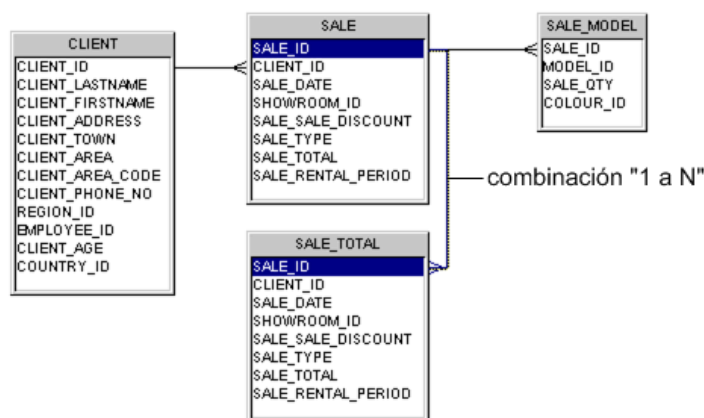 CLIENT
CLIENT_ID
CLIENT_LASTNAME
CLIENT_FIRSTNAME
CLIENT_ADDRESS
CLIENT_TOWN
CLIENT_AREA
CLIENT_AREA_CODE
CLIENT_PHONE_NO
REGION_ID
EMPLOYEE_ID
CLIENT_AGE
COUNTRY_ID
SALE
SALE_ID
CLIENT_ID
SALE_DATE
SHOWROOM_ID
SALE_SALE_DISCOUNT
SALE_TYPE
SALE_TOTAL
SALE_RENTAL_PERIOD
SALE_MODEL
SALE_ID
MODEL_ID
SALE_QTY
COLOUR_ID
combinación "1 a N"
SALE_TOTAL
SALE_ID
CLIENT_ID
SALE_DATE
SHOWROOM_ID
SALE_SALE_DISCOUNT
SALE_TYPE
SALE_TOTAL
SALE_RENTAL_PERIOD